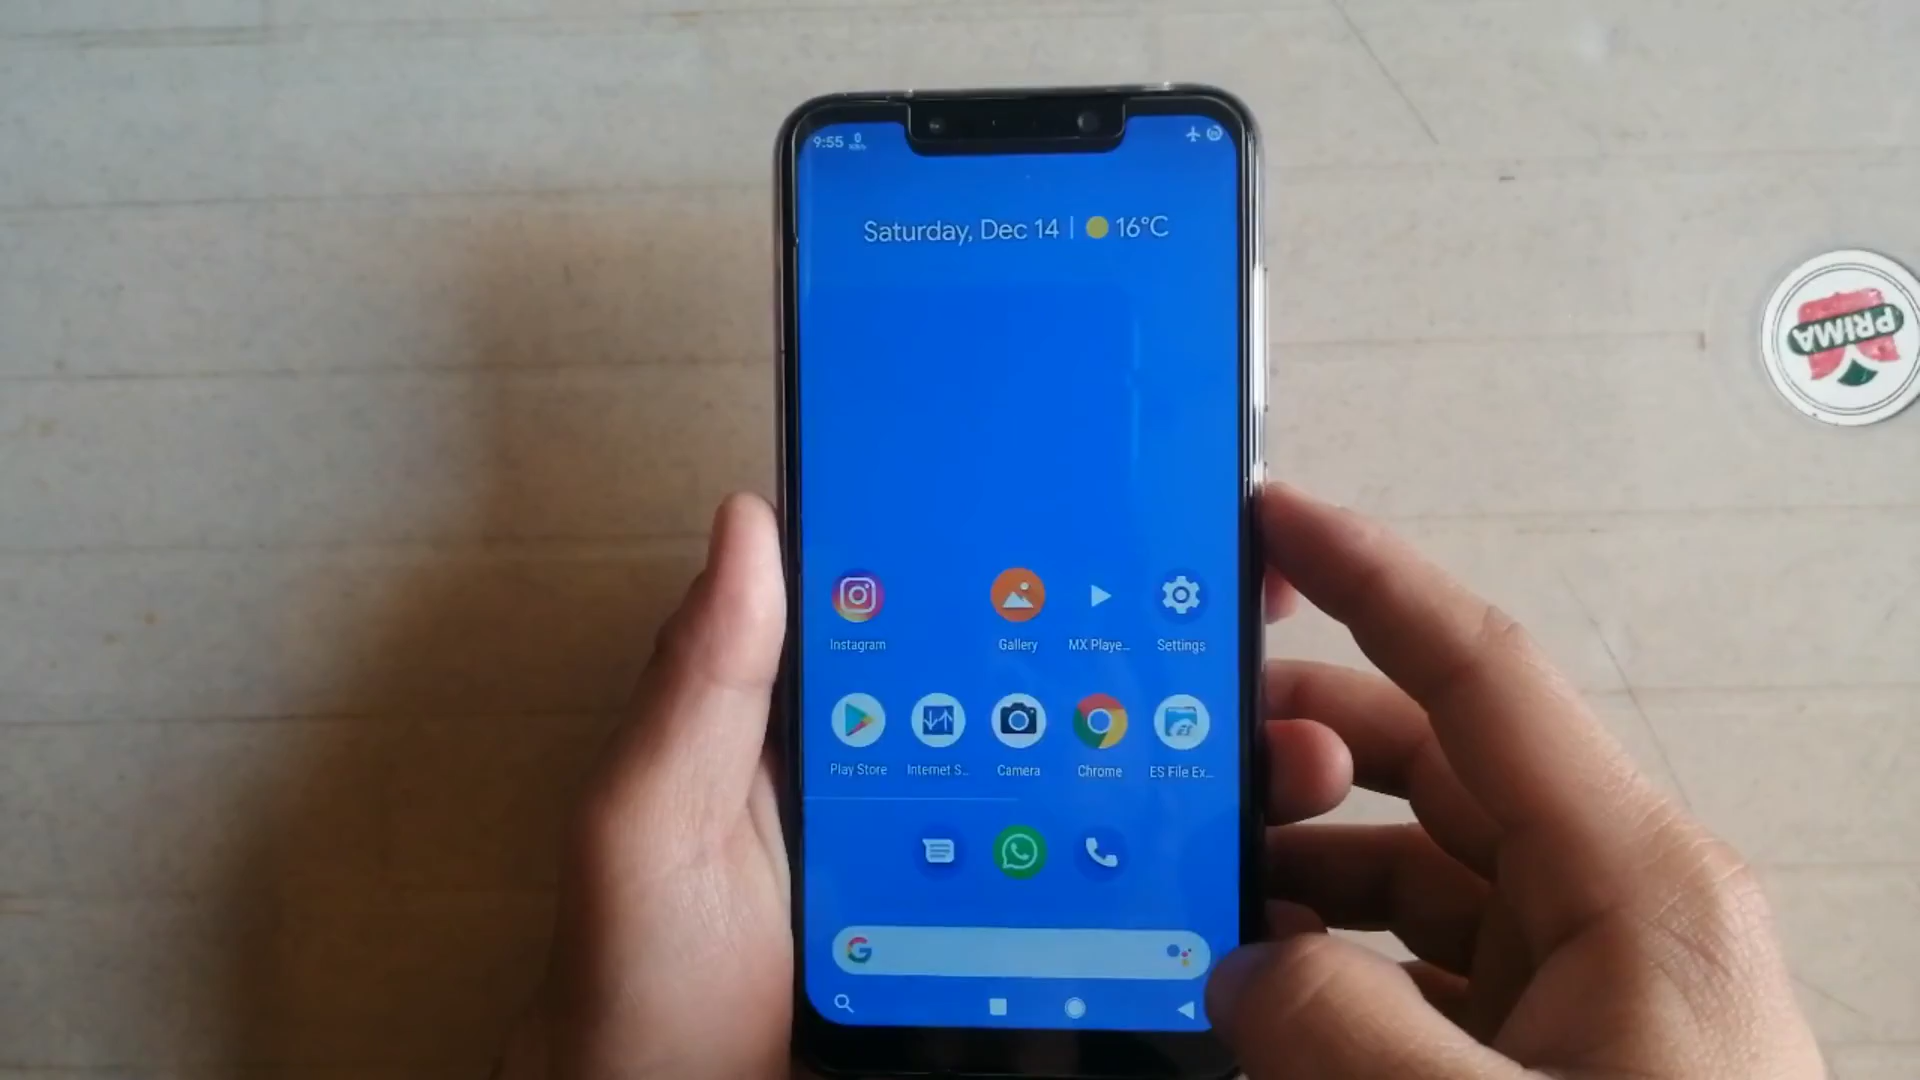 9:55
Saturday, Dec 14 | 16°C
Instagram
Gallery
MX Playe...
Settings
Play Store
Internet S...
Camera
Chrome
ES File Ex...
PRIMA